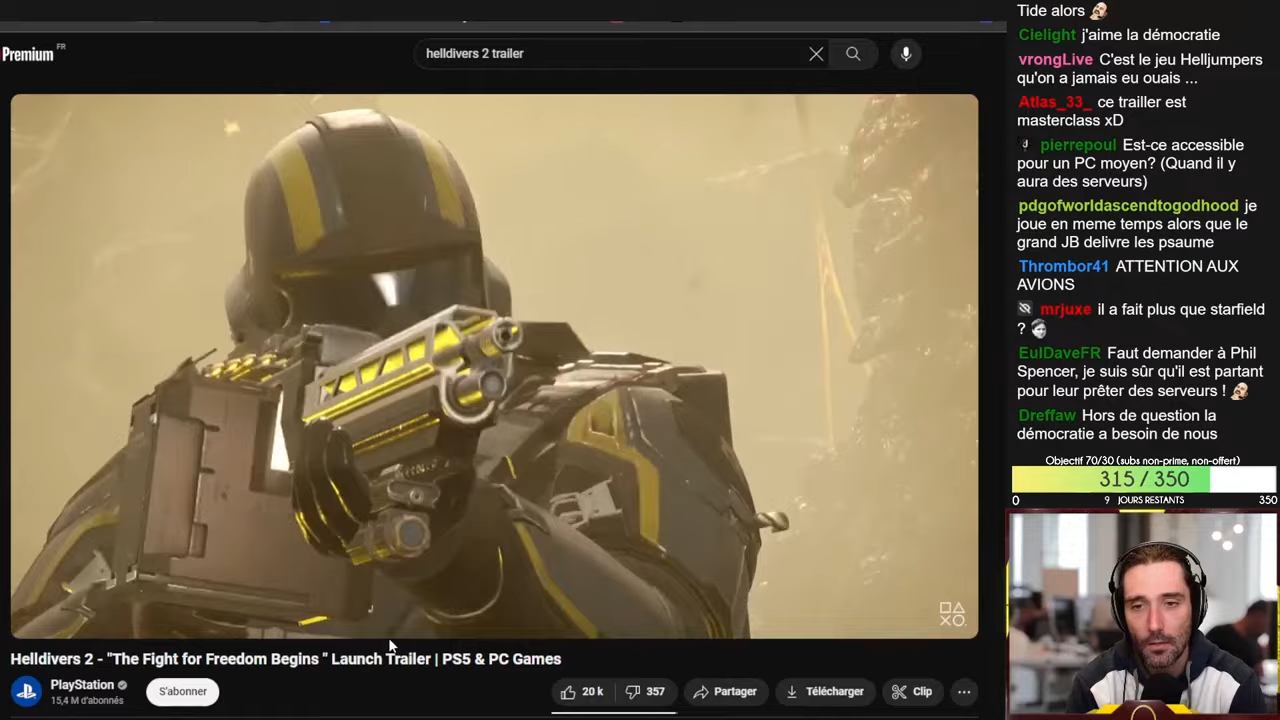 Premium FR
helldivers 2 trailer
Helldivers 2 - "The Fight for Freedom Begins " Launch Trailer | PS5 & PC Games
PlayStation
15,4 M d'abonnés
S'abonner
20 k
357
Partager
Télécharger
Clip
Tide alors
Cielight j'aime la démocratie
vrongLive C'est le jeu Helljumpers
qu'on a jamais eu ouais ...
Atlas_33_ ce trailler est
masterclass xD
pierrepoul Est-ce accessible
pour un PC moyen? (Quand il y
aura des serveurs)
pdgofworldascendtogodhood je
joue en meme temps alors que le
grand JB delivre les psaume
Thrombor41 ATTENTION AUX
AVIONS
mrjuxe il a fait plus que starfield
?
EulDaveFR Faut demander à Phil
Spencer, je suis sûr qu'il est partant
pour leur prêter des serveurs !
Dreffaw Hors de question la
démocratie a besoin de nous
Objectif 70/30 (subs non-prime, non-offert)
315 / 350
0 9 JOURS RESTANTS 350